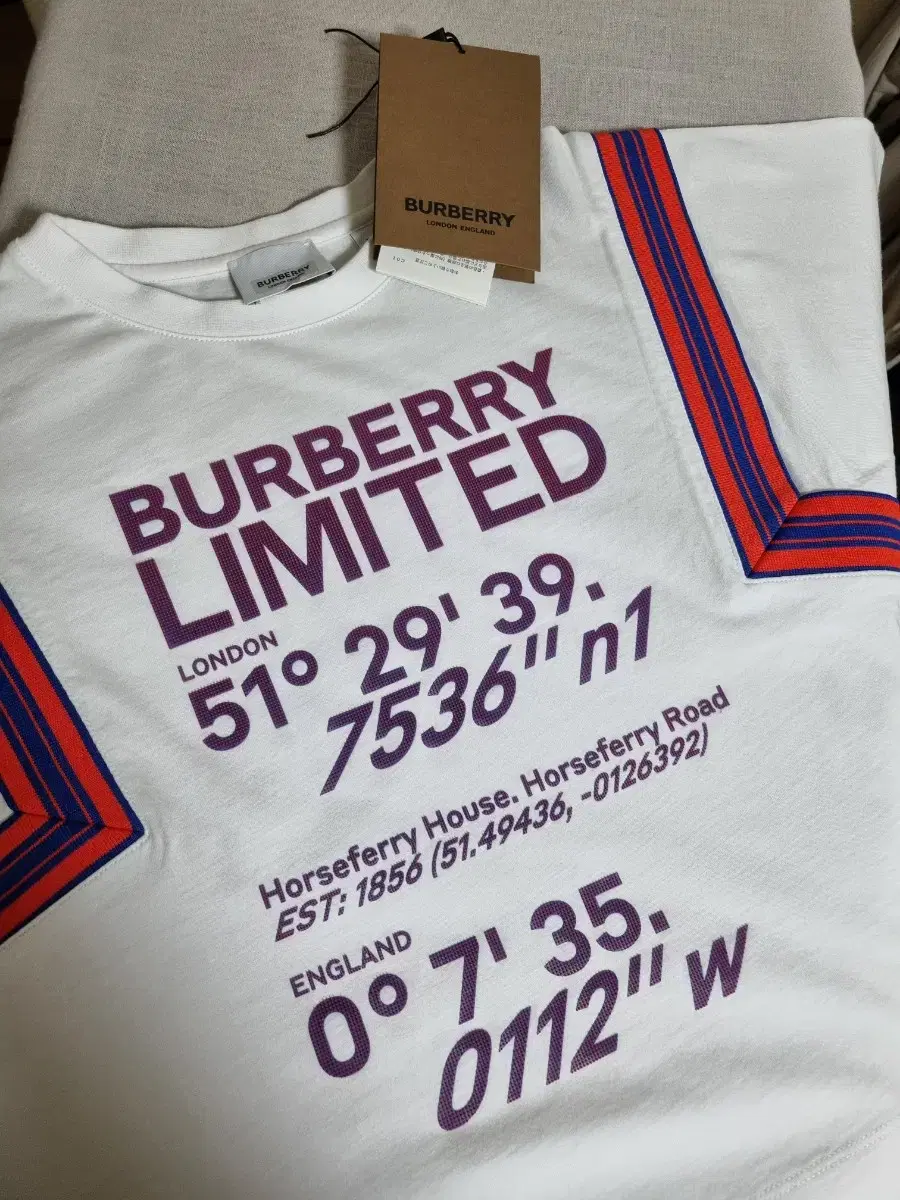 BURBERRY
LONDON ENGLAND
BURBERRY
BURBERRY
LIMITED
LONDON
51° 29' 39.
7536'' n1
Horseferry House. Horseferry Road
EST: 1856 (51.49436, -0126392)
ENGLAND
0° 7' 35.
0112'' W